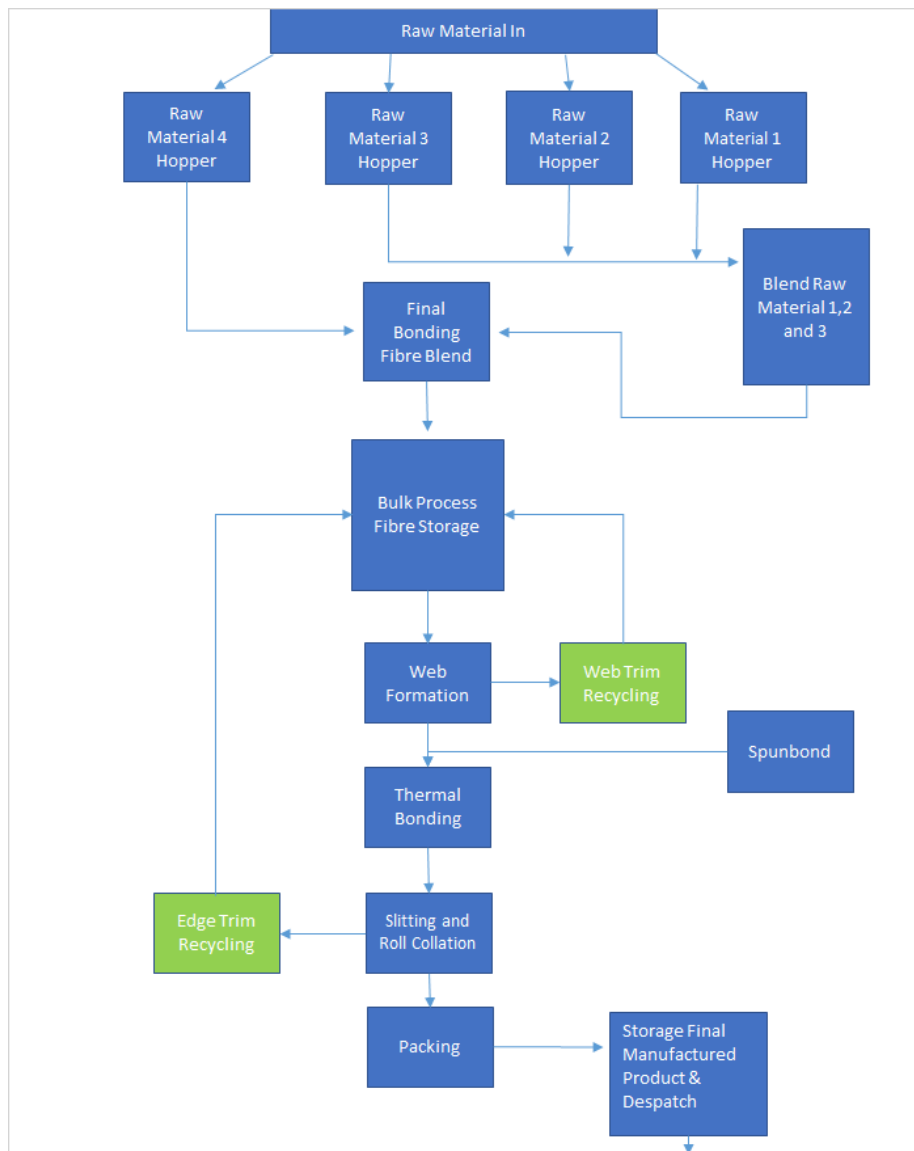 Raw Material In
Raw
Material 4
Hopper
Raw
Material 3
Hopper
Raw
Material 2
Hopper
Raw
Material 1
Hopper
Blend Raw
Material 1,2
and 3
Final
Bonding
Fibre Blend
Bulk Process
Fibre Storage
Web
Formation
Web Trim
Recycling
Spunbond
Thermal
Bonding
Edge Trim
Recycling
Slitting and
Roll Collation
Packing
Storage Final
Manufactured
Product &
Despatch